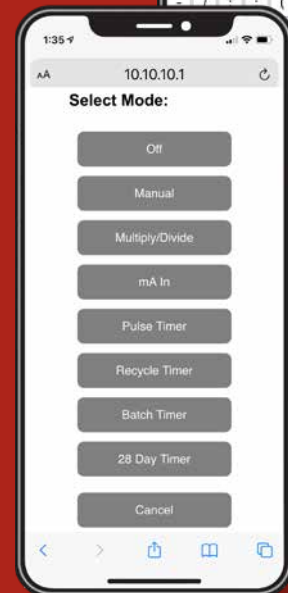 1:35
AA 10.10.10.1
Select Mode:
Off
Manual
Multiply/Divide
mA In
Pulse Timer
Recycle Timer
Batch Timer
28 Day Timer
Cancel